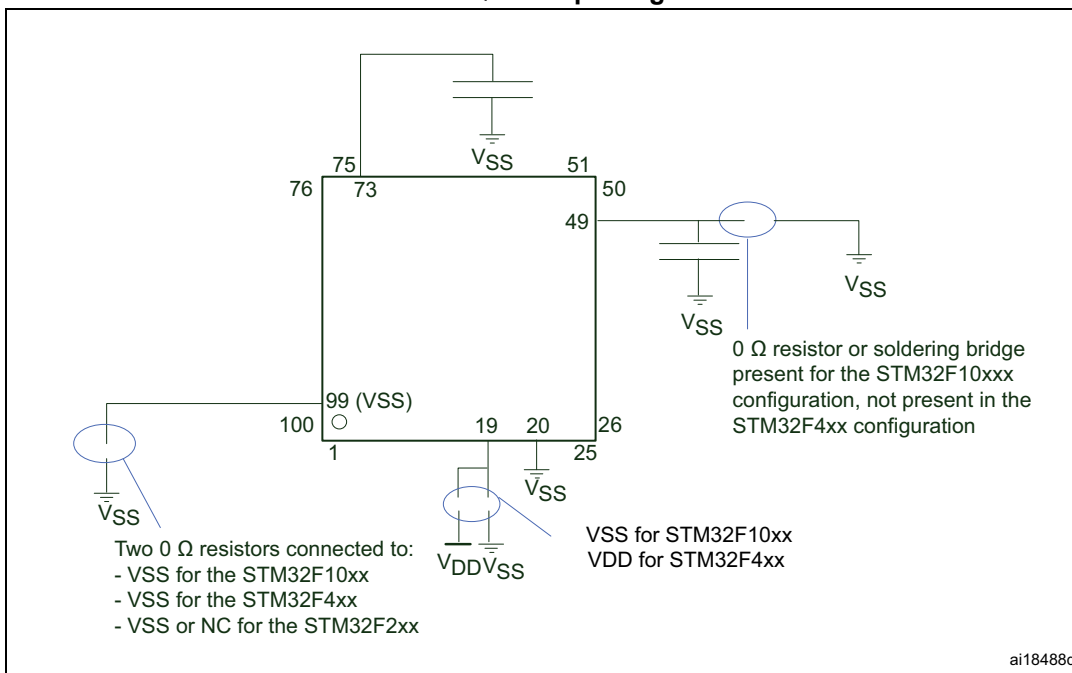 VSS
75
51
76
73
50
49
VSS
VSS
0 Ω resistor or soldering bridge
present for the STM32F10xxx
configuration, not present in the
STM32F4xx configuration
99 (VSS)
100
19
20
26
1
25
VSS
VSS
VDD
VSS
VSS for STM32F10xx
VDD for STM32F4xx
Two 0 Ω resistors connected to:
- VSS for the STM32F10xx
- VSS for the STM32F4xx
- VSS or NC for the STM32F2xx